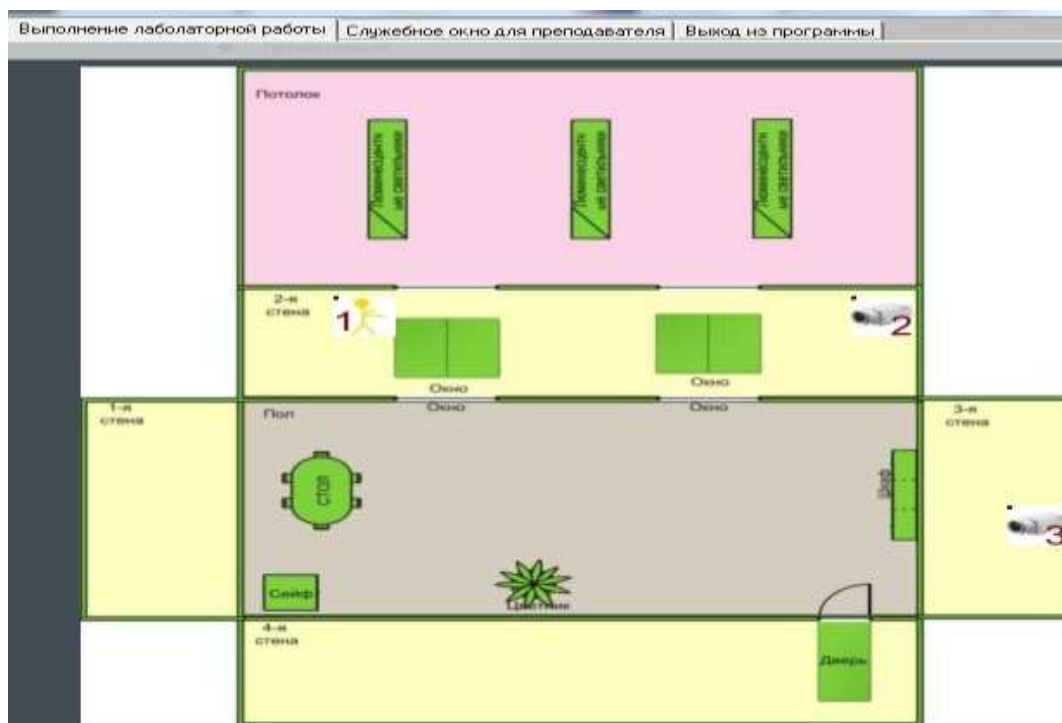 Выполнение лаболаторной работы
Служебное окно для преподавателя
Выход из программы
Потолок
2-я
стена
1
2
Окно
Окно
1-я
стена
Пол
Окно
Окно
3-я
стена
СТОЛ
Шкаф
3
Сейф
Цветник
4-я
стена
Дверь